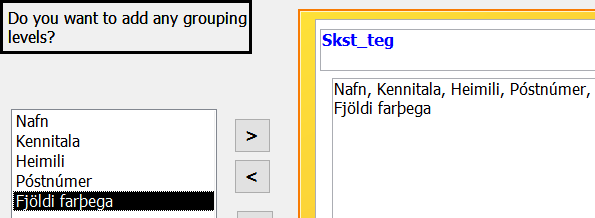 Do you want to add any grouping
levels?
Nafn
Kennitala
Heimili
Póstnúmer
Fjöldi farþega
>
<
Skst_teg
Nafn, Kennitala, Heimili, Póstnúmer,
Fjöldi farþega